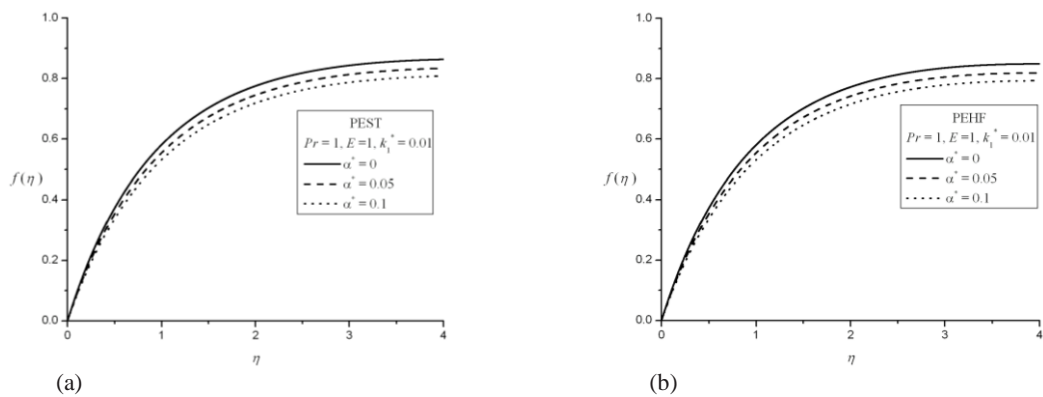 1.0
0.8
0.6
0.4
0.2
0.0
f(η)
PEST
Pr = 1, E =1, k₁* = 0.01
α* = 0
α* = 0.05
α* = 0.1
0 1 2 3 4
η
(a)
1.0
0.8
0.6
0.4
0.2
0.0
f(η)
PEHF
Pr = 1, E =1, k₁* = 0.01
α* = 0
α* = 0.05
α* = 0.1
0 1 2 3 4
η
(b)